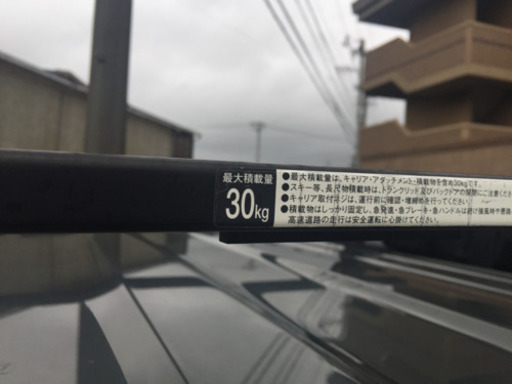 最大積載量
30kg
●最大積載量は、キャリア・アタッチメント・積載物を含め30kgです。
●スキー等、長尺物積載時は、トランクリッド及びバックドアの開閉に注意ください
●キャリア取付ネジは、運行前に確認・増締めを行ってください!
●積載物はしっかり固定し、急発進・急ブレーキ・急ハンドルは避け強風時や悪路
高速道路の走行は安全運転に心掛けてください。